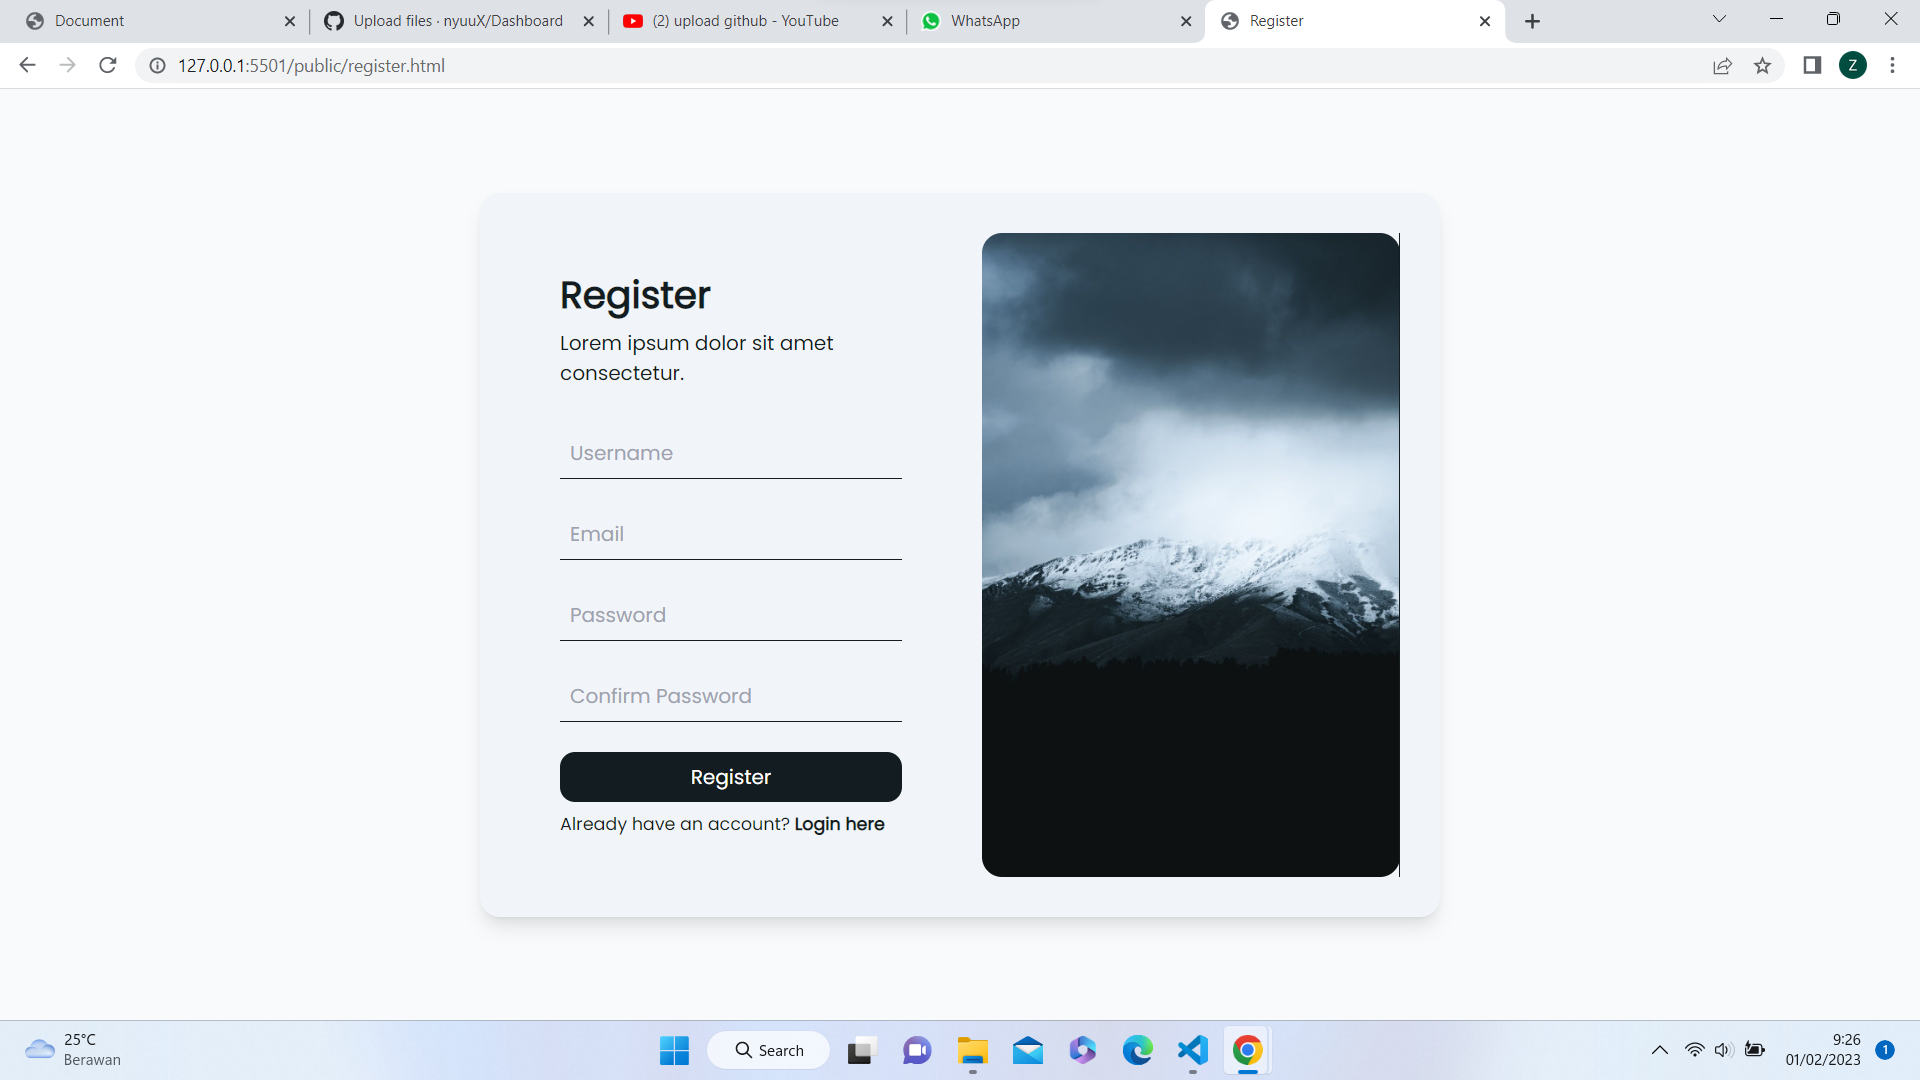 Document
Upload files · nyuuX/Dashboard
(2) upload github - YouTube
WhatsApp
Register
127.0.0.1:5501/public/register.html
Z
Register
Lorem ipsum dolor sit amet
consectetur.
Username
Email
Password
Confirm Password
Register
Already have an account? Login here
25°C
Berawan
Search
9:26
01/02/2023
1